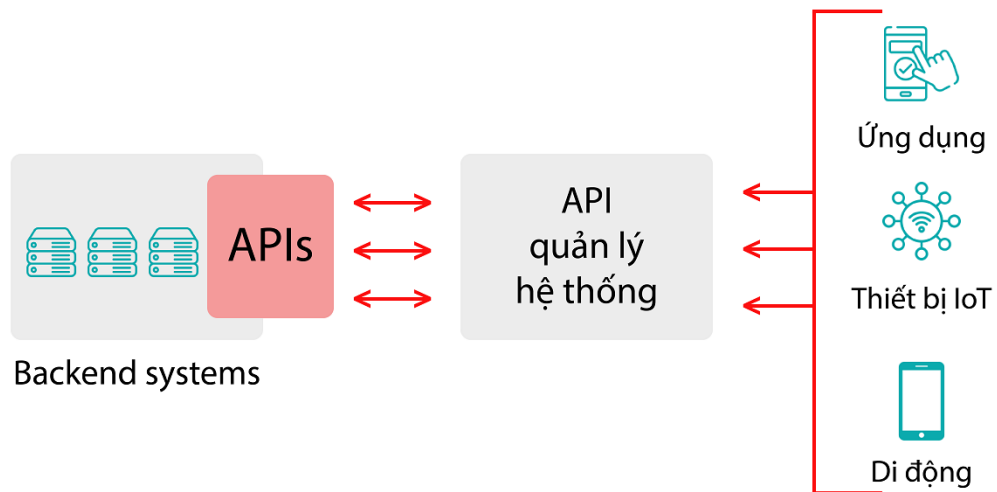 APIs
Backend systems
API
quản lý
hệ thống
Ứng dụng
Thiết bị IoT
Di động